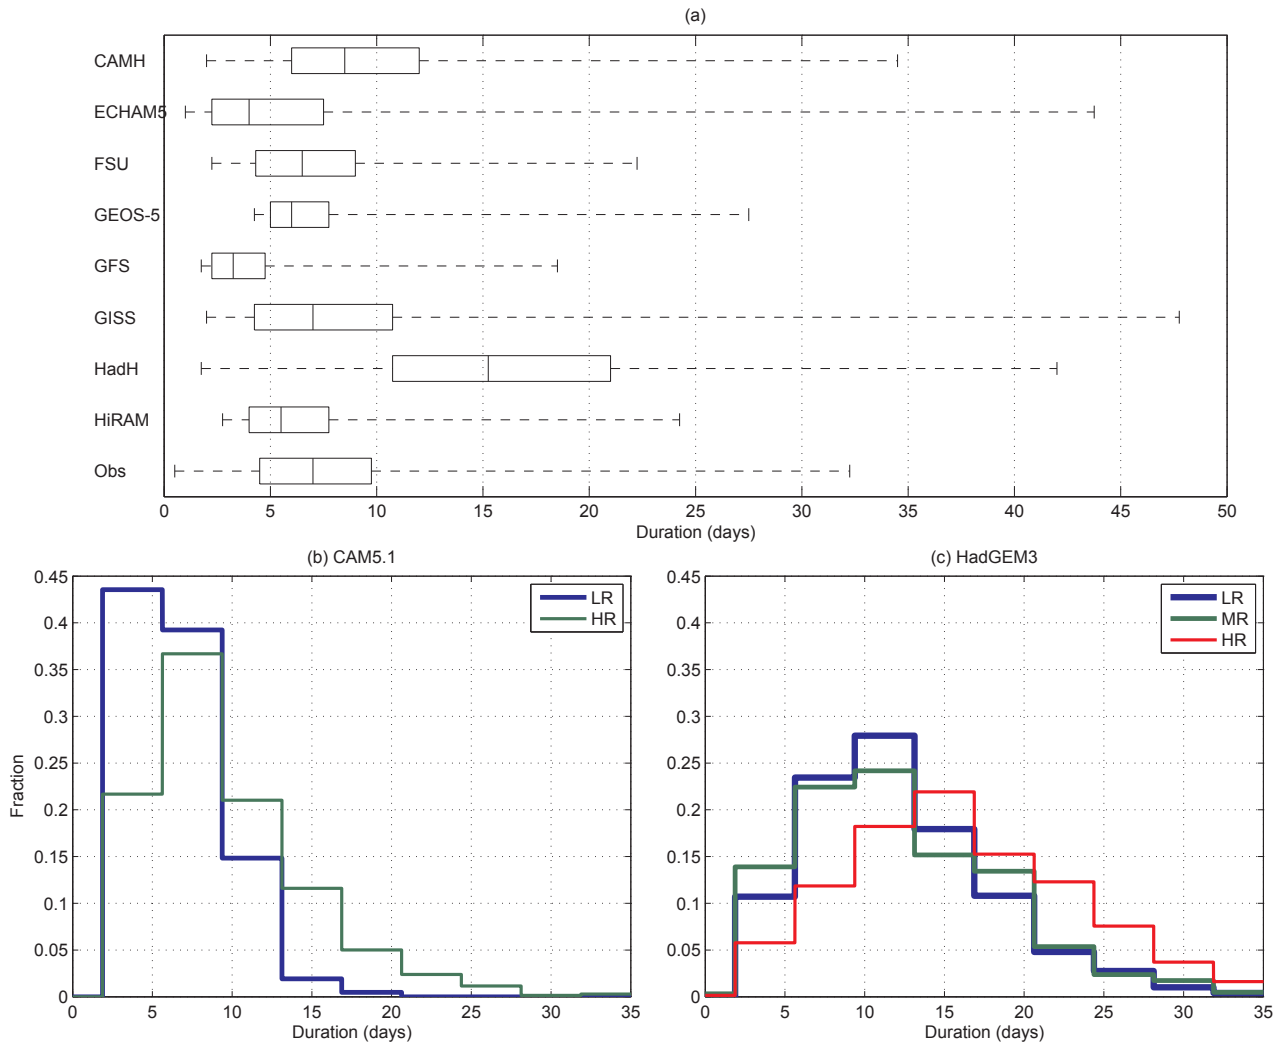 (a)
CAMH
ECHAM5
FSU
GEOS-5
GFS
GISS
HadH
HiRAM
Obs
0 5 10 15 20 25 30 35 40 45 50
Duration (days)
(b) CAM5.1
0.45
0.4
0.35
0.3
0.25
0.2
0.15
0.1
0.05
0
Fraction
LR
HR
0 5 10 15 20 25 30 35
Duration (days)
(c) HadGEM3
0.45
0.4
0.35
0.3
0.25
0.2
0.15
0.1
0.05
0
LR
MR
HR
0 5 10 15 20 25 30 35
Duration (days)